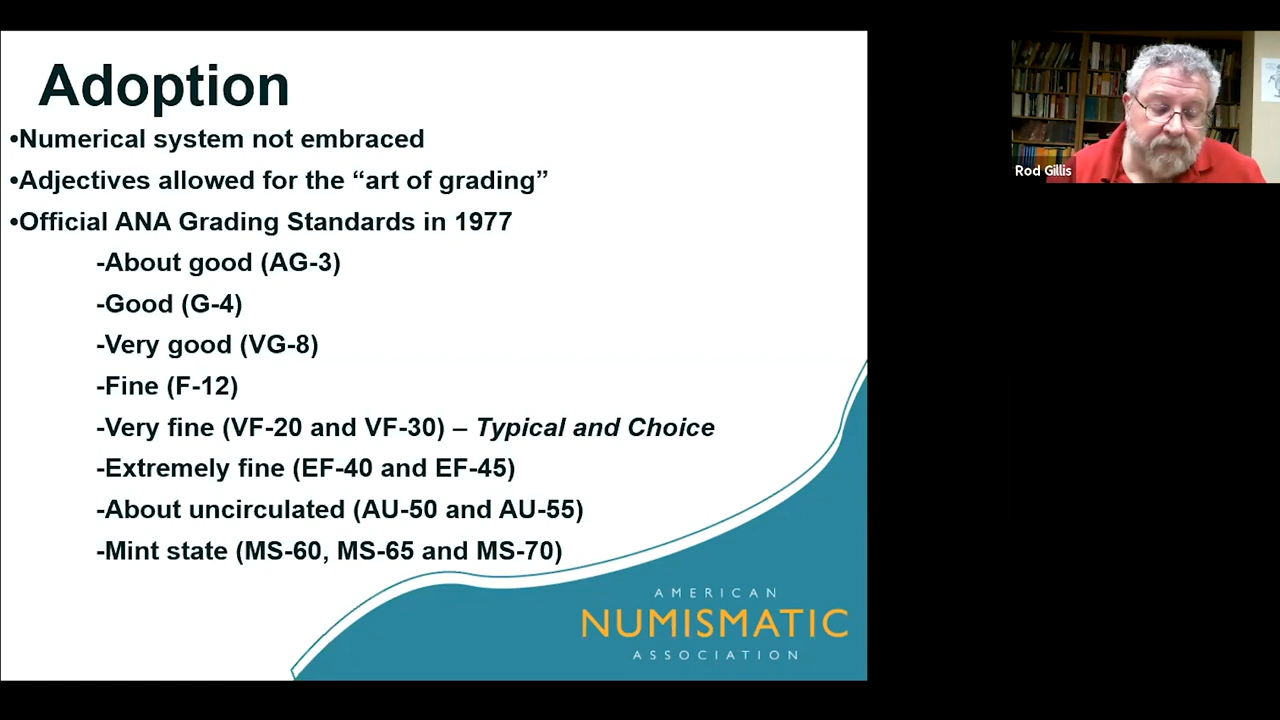 Adoption
•Numerical system not embraced
•Adjectives allowed for the “art of grading”
•Official ANA Grading Standards in 1977
-About good (AG-3)
-Good (G-4)
-Very good (VG-8)
-Fine (F-12)
-Very fine (VF-20 and VF-30) – Typical and Choice
-Extremely fine (EF-40 and EF-45)
-About uncirculated (AU-50 and AU-55)
-Mint state (MS-60, MS-65 and MS-70)
AMERICAN
NUMISMATIC
ASSOCIATION
Rod Gillis